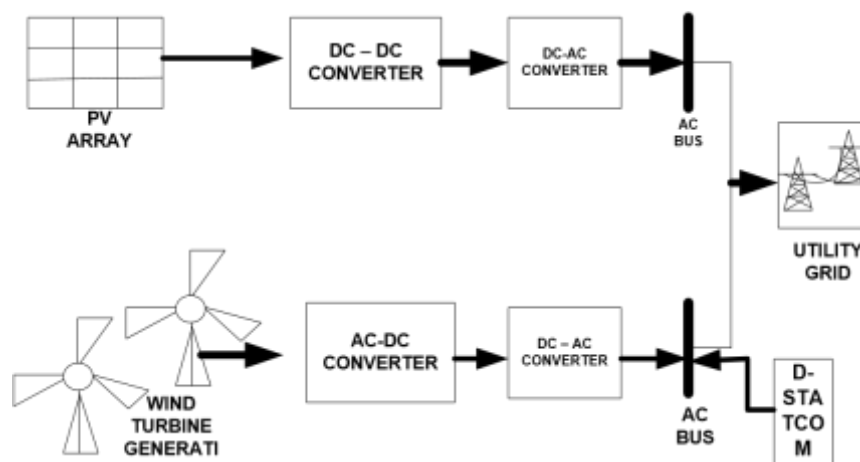 DC – DC
CONVERTER
DC-AC
CONVERTER
PV
ARRAY
AC
BUS
UTILITY
GRID
AC-DC
CONVERTER
DC – AC
CONVERTER
WIND
TURBINE
GENERATI
AC
BUS
D-
STA
TCO
M